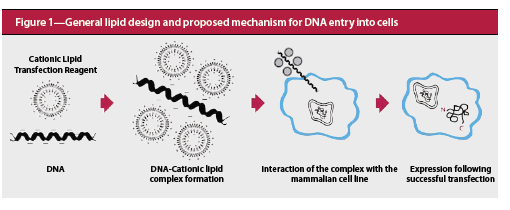 Figure 1—General lipid design and proposed mechanism for DNA entry into cells
Cationic Lipid
Transfection Reagent
DNA
DNA-Cationic lipid
complex formation
Interaction of the complex with the
mammalian cell line
N
C
Expression following
successful transfection